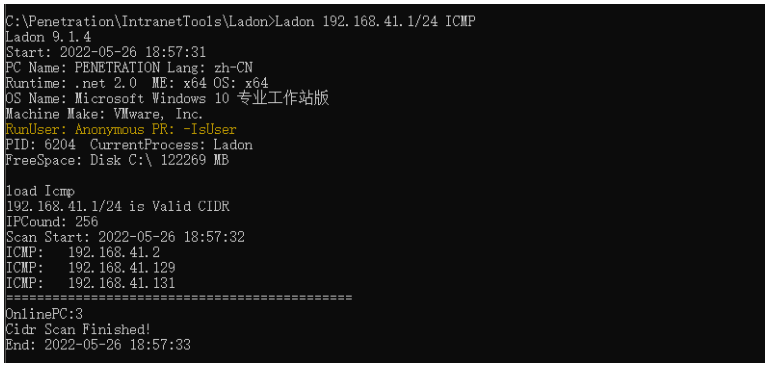 C:\Penetration\IntranetTools\Ladon>Ladon 192.168.41.1/24 ICMP
Ladon 9.1.4
Start: 2022-05-26 18:57:31
PC Name: PENETRATION Lang: zh-CN
Runtime: .net 2.0  ME: x64 OS: x64
OS Name: Microsoft Windows 10 专业工作站版
Machine Make: VMware, Inc.
RunUser: Anonymous PR: -IsUser
PID: 6204  CurrentProcess: Ladon
FreeSpace: Disk C:\ 122269 MB
load Icmp
192.168.41.1/24 is Valid CIDR
IPCound: 256
Scan Start: 2022-05-26 18:57:32
ICMP:   192.168.41.2
ICMP:   192.168.41.129
ICMP:   192.168.41.131
=============================================
OnlinePC:3
Cidr Scan Finished!
End: 2022-05-26 18:57:33